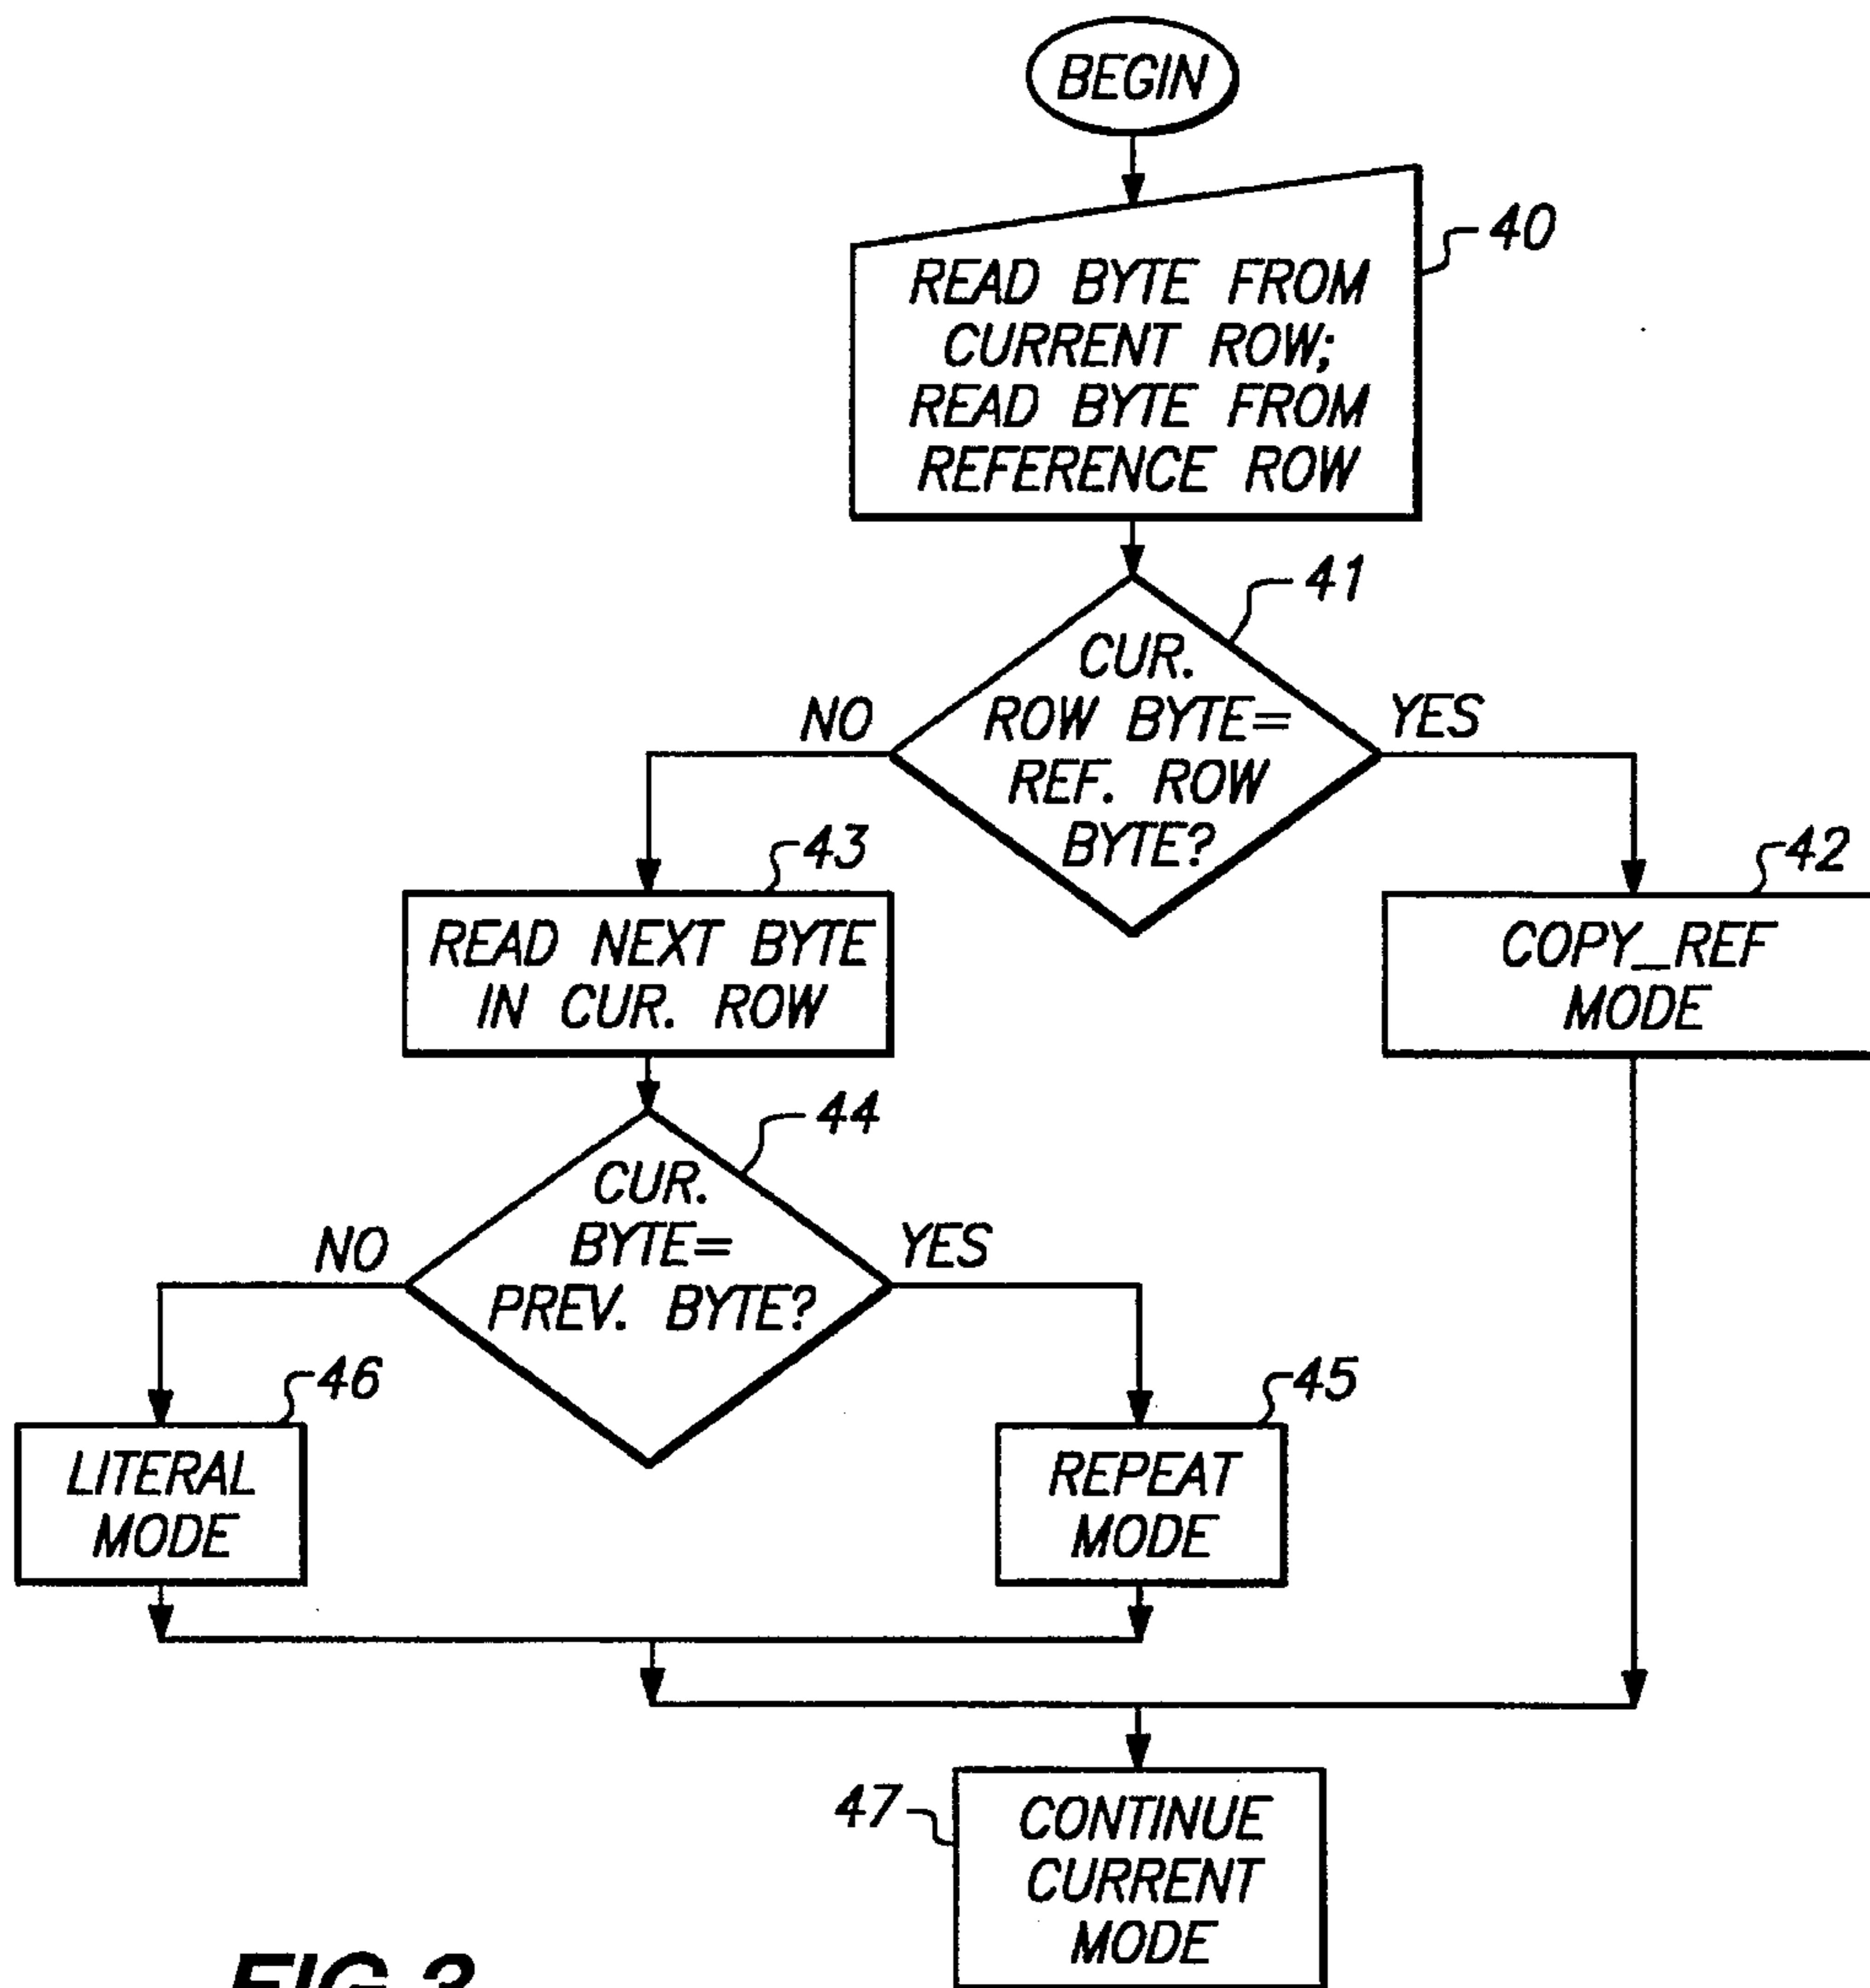 BEGIN
40
READ BYTE FROM
CURRENT ROW;
READ BYTE FROM
REFERENCE ROW
41
CUR.
ROW BYTE=
REF. ROW
BYTE?
NO
YES
43
READ NEXT BYTE
IN CUR. ROW
42
COPY_REF
MODE
44
CUR.
BYTE=
PREV. BYTE?
NO
YES
46
LITERAL
MODE
45
REPEAT
MODE
47
CONTINUE
CURRENT
MODE